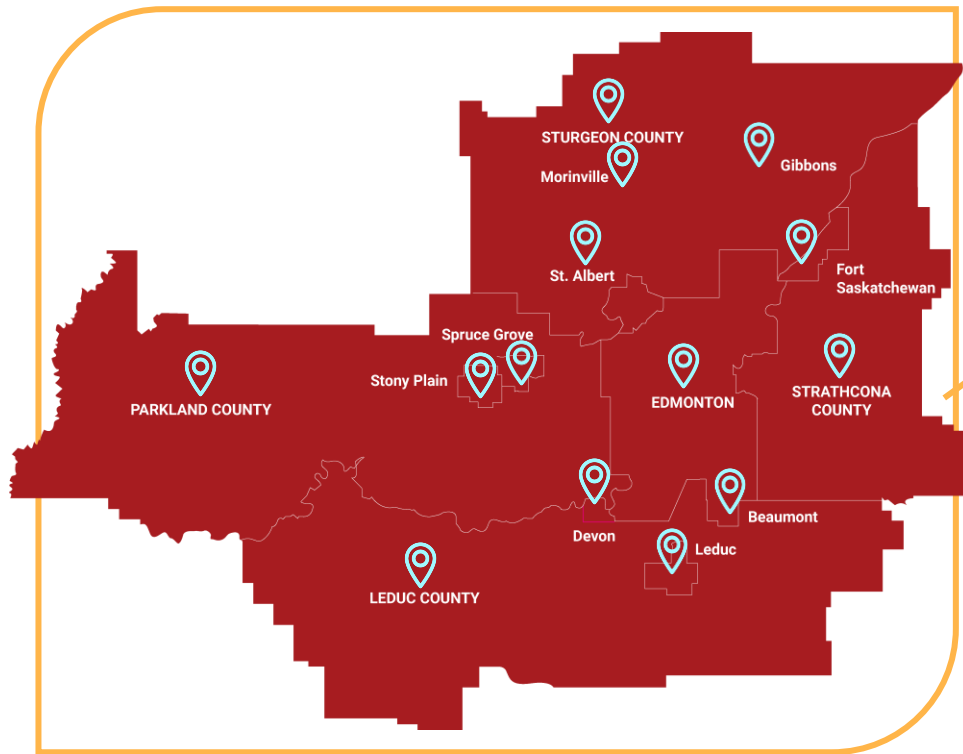 STURGEON COUNTY
Morinville
Gibbons
St. Albert
Fort
Saskatchewan
Spruce Grove
Stony Plain
PARKLAND COUNTY
EDMONTON
STRATHCONA
COUNTY
Beaumont
Devon
Leduc
LEDUC COUNTY